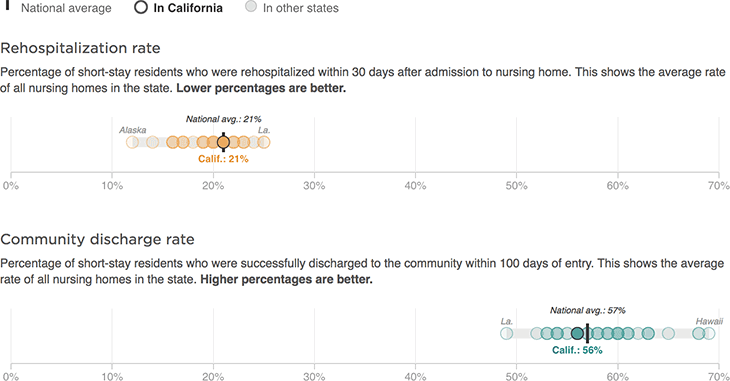 National average In California In other states
Rehospitalization rate
Percentage of short-stay residents who were rehospitalized within 30 days after admission to nursing home. This shows the average rate
of all nursing homes in the state. Lower percentages are better.
National avg.: 21%
Alaska La.
Calif.: 21%
0% 10% 20% 30% 40% 50% 60% 70%
Community discharge rate
Percentage of short-stay residents who were successfully discharged to the community within 100 days of entry. This shows the average
rate of all nursing homes in the state. Higher percentages are better.
National avg.: 57%
La. Hawaii
Calif.: 56%
0% 10% 20% 30% 40% 50% 60% 70%